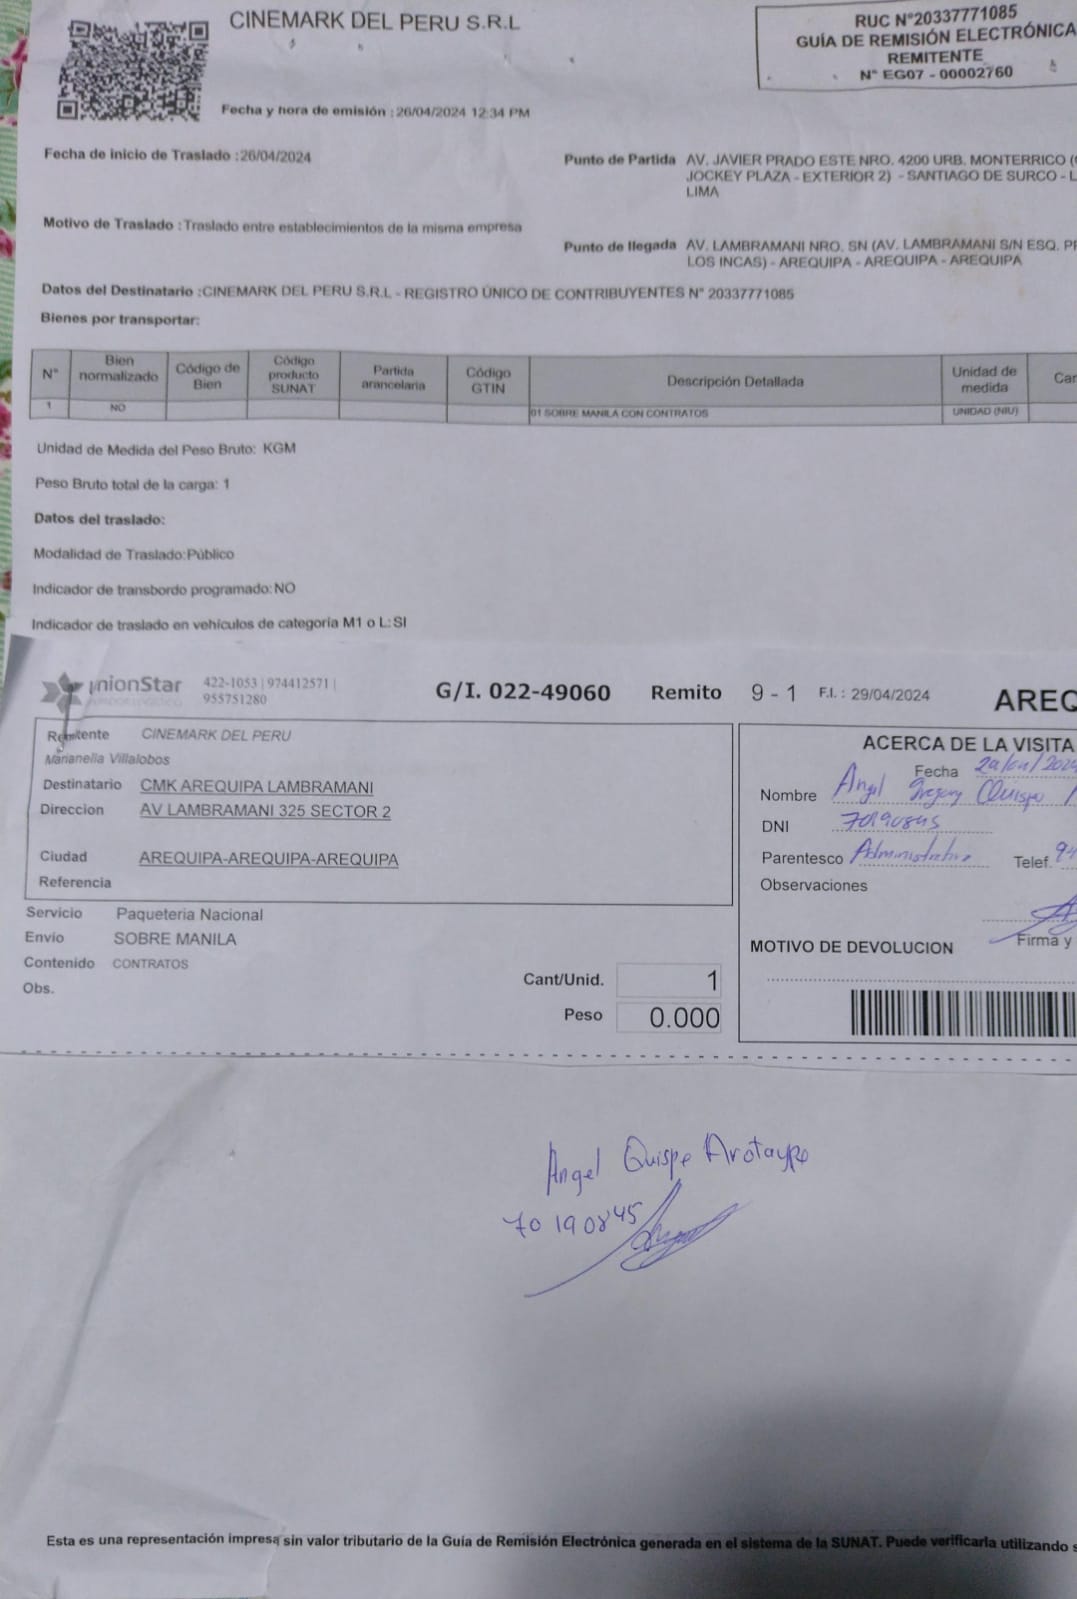 CINEMARK DEL PERU S.R.L
RUC N°20337771085
GUÍA DE REMISIÓN ELECTRÓNICA
REMITENTE
N° EG07 - 00002760
Fecha y hora de emisión : 26/04/2024 12:34 PM
Fecha de inicio de Traslado :26/04/2024
Punto de Partida AV. JAVIER PRADO ESTE NRO. 4200 URB. MONTERRICO (
JOCKEY PLAZA - EXTERIOR 2) - SANTIAGO DE SURCO - L
LIMA
Motivo de Traslado :Traslado entre establecimientos de la misma empresa
Punto de llegada AV. LAMBRAMANI NRO. SN (AV. LAMBRAMANI S/N ESQ. P
LOS INCAS) - AREQUIPA - AREQUIPA - AREQUIPA
Datos del Destinatario :CINEMARK DEL PERU S.R.L - REGISTRO ÚNICO DE CONTRIBUYENTES N° 20337771085
Bienes por transportar:
N° Bien normalizado Código de Bien Código producto SUNAT Partida arancelaria Código GTIN Descripción Detallada Unidad de medida Can
1 NO 01 SOBRE MANILA CON CONTRATOS UNIDAD (NIU)
Unidad de Medida del Peso Bruto: KGM
Peso Bruto total de la carga: 1
Datos del traslado:
Modalidad de Traslado:Público
Indicador de transbordo programado:NO
Indicador de traslado en vehículos de categoría M1 o L:SI
UnionStar 422-1053 | 974412571 |
955751280
G/I. 022-49060 Remito 9 - 1 F.I. : 29/04/2024 AREQ
Remitente CINEMARK DEL PERU
Marianella Villalobos
Destinatario CMK AREQUIPA LAMBRAMANI
Direccion AV LAMBRAMANI 325 SECTOR 2
Ciudad AREQUIPA-AREQUIPA-AREQUIPA
Referencia
Servicio Paqueteria Nacional
Envio SOBRE MANILA
Contenido CONTRATOS
Obs.
Cant/Unid. 1
Peso 0.000
ACERCA DE LA VISITA
Fecha
Nombre Angel Gregory Quispe
DNI 70190845
Parentesco Administrativo Telef. 9
Observaciones
Firma y
MOTIVO DE DEVOLUCION
Angel Quispe Arotaype
70190845
Esta es una representación impresa sin valor tributario de la Guía de Remisión Electrónica generada en el sistema de la SUNAT. Puede verificarla utilizando s